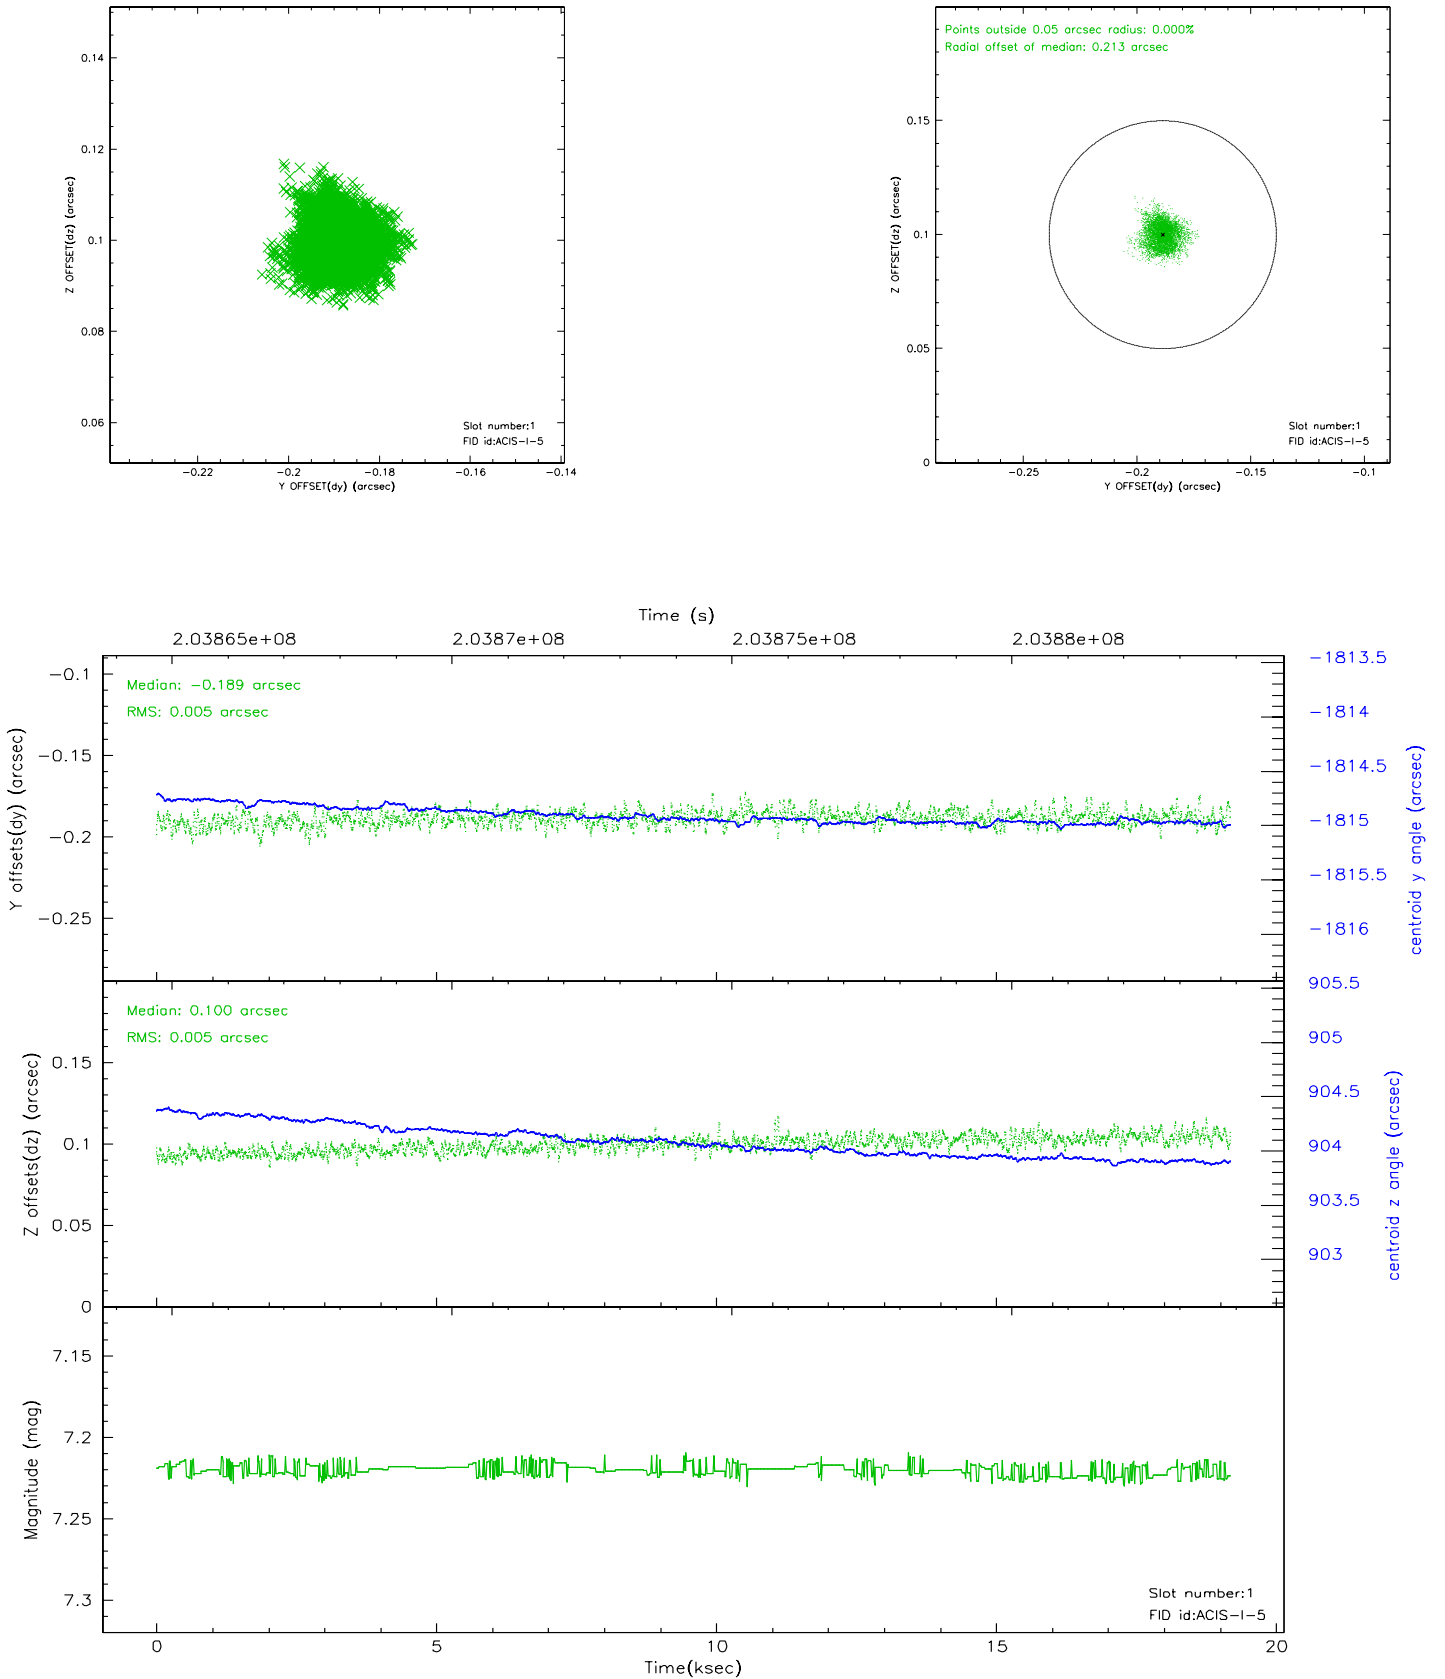 0.14
0.12
0.1
0.08
0.06
Z OFFSET(dz) (arcsec)
Slot number:1
FID id:ACIS-I-5
-0.22 -0.2 -0.18 -0.16 -0.14
Y OFFSET(dy) (arcsec)
Points outside 0.05 arcsec radius: 0.000%
Radial offset of median: 0.213 arcsec
0.15
0.1
0.05
0
Z OFFSET(dz) (arcsec)
Slot number:1
FID id:ACIS-I-5
-0.25 -0.2 -0.15 -0.1
Y OFFSET(dy) (arcsec)
Time (s)
2.03865e+08 2.0387e+08 2.03875e+08 2.0388e+08
Median: -0.189 arcsec
RMS: 0.005 arcsec
-0.1
-0.15
-0.2
-0.25
Y offsets(dy) (arcsec)
-1813.5
-1814
-1814.5
-1815
-1815.5
-1816
centroid y angle (arcsec)
Median: 0.100 arcsec
RMS: 0.005 arcsec
0.15
0.1
0.05
0
Z offsets(dz) (arcsec)
905.5
905
904.5
904
903.5
903
centroid z angle (arcsec)
7.15
7.2
7.25
7.3
Magnitude (mag)
Slot number:1
FID id:ACIS-I-5
0 5 10 15 20
Time(ksec)